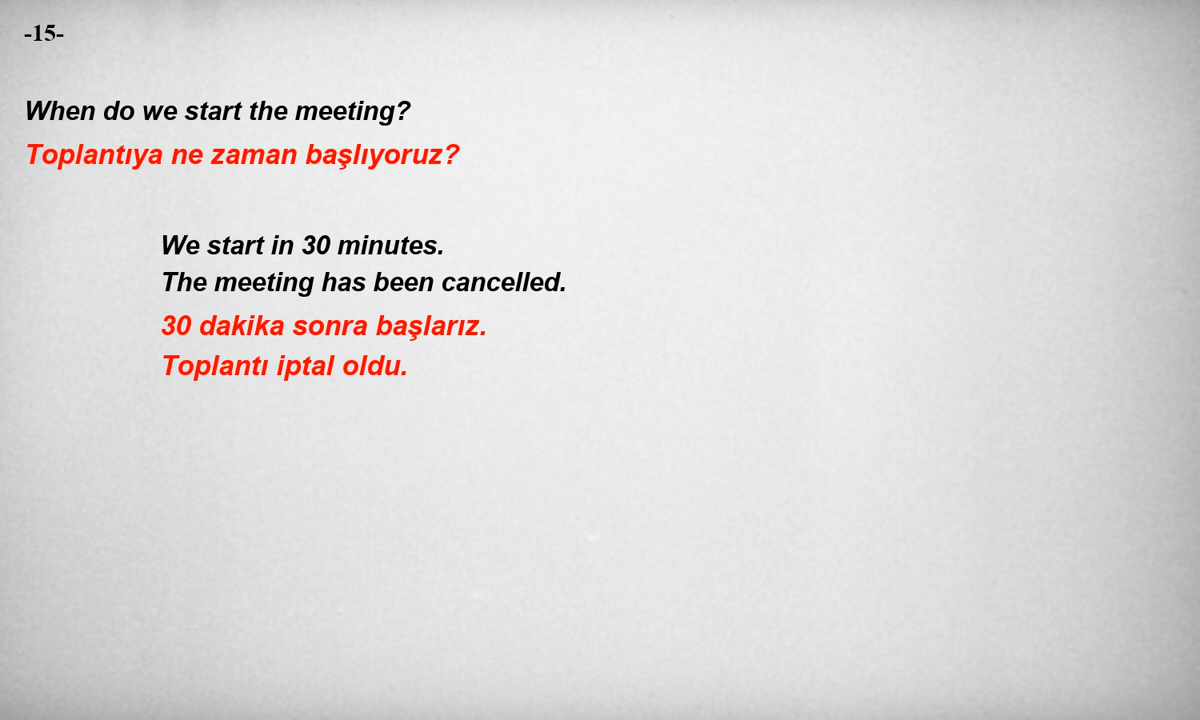 -15-
When do we start the meeting?
Toplantıya ne zaman başlıyoruz?
We start in 30 minutes.
The meeting has been cancelled.
30 dakika sonra başlarız.
Toplantı iptal oldu.